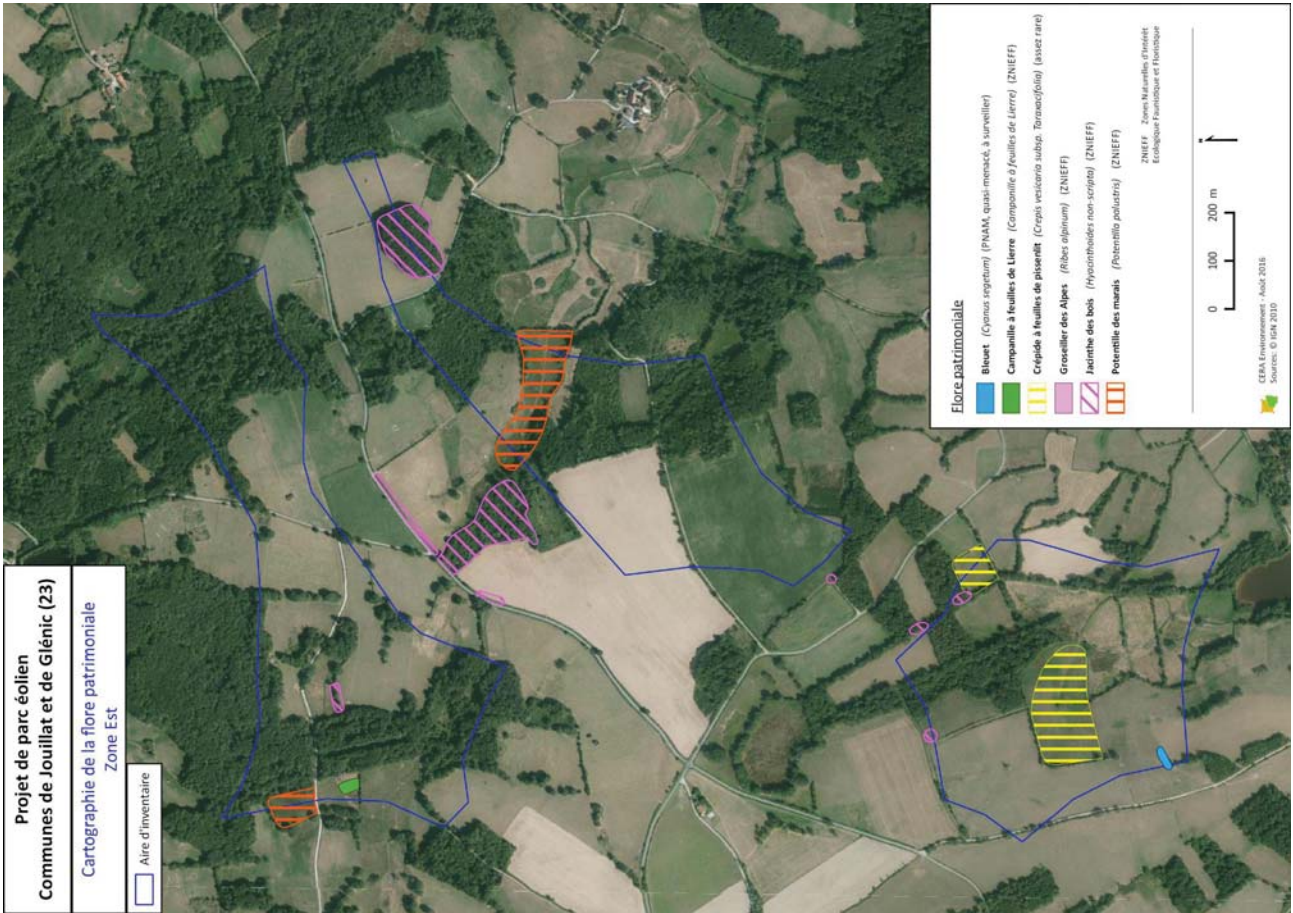 Projet de parc éolien
Communes de Jouillat et de Glénic (23)
Cartographie de la flore patrimoniale
Zone Est
Aire d'inventaire
Flore patrimoniale
Bleuet (Cyanus segetum) (PNAM, quasi-menacé, à surveiller)
Campanille à feuilles de Lierre (Campanille à feuilles de Lierre) (ZNIEFF)
Crépide à feuilles de pissenlit (Crepis vesicaria subsp. Taraxacifolia) (assez rare)
Groseiller des Alpes (Ribes alpinum) (ZNIEFF)
Jacinthe des bois (Hyacinthoides non-scripta) (ZNIEFF)
Potentille des marais (Potentilla palustris) (ZNIEFF)
ZNIEFF Zones Naturelles d'Intérêt
Ecologique Faunistique et Floristique
0 100 200 m
CERA Environnement - Août 2016
Sources: © IGN 2010